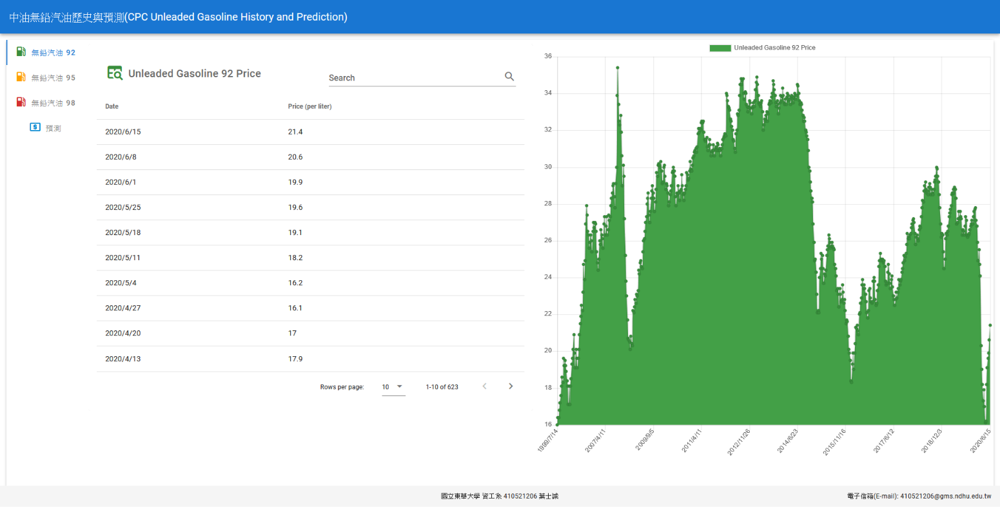 中油無鉛汽油歷史與預測(CPC Unleaded Gasoline History and Prediction)
無鉛汽油 92
無鉛汽油 95
無鉛汽油 98
預測
Unleaded Gasoline 92 Price
Search
Date Price (per liter)
2020/6/15 21.4
2020/6/8 20.6
2020/6/1 19.9
2020/5/25 19.6
2020/5/18 19.1
2020/5/11 18.2
2020/5/4 16.2
2020/4/27 16.1
2020/4/20 17
2020/4/13 17.9
Rows per page: 10 1-10 of 623
Unleaded Gasoline 92 Price
36
34
32
30
28
26
24
22
20
18
16
1999/7/14 2007/4/11 2009/9/5 2011/4/11 2012/11/26 2014/6/23 2015/11/16 2017/6/12 2018/12/3 2020/6/15
國立東華大學 資工系 410521206 葉士誠
電子信箱(E-mail): 410521206@gms.ndhu.edu.tw